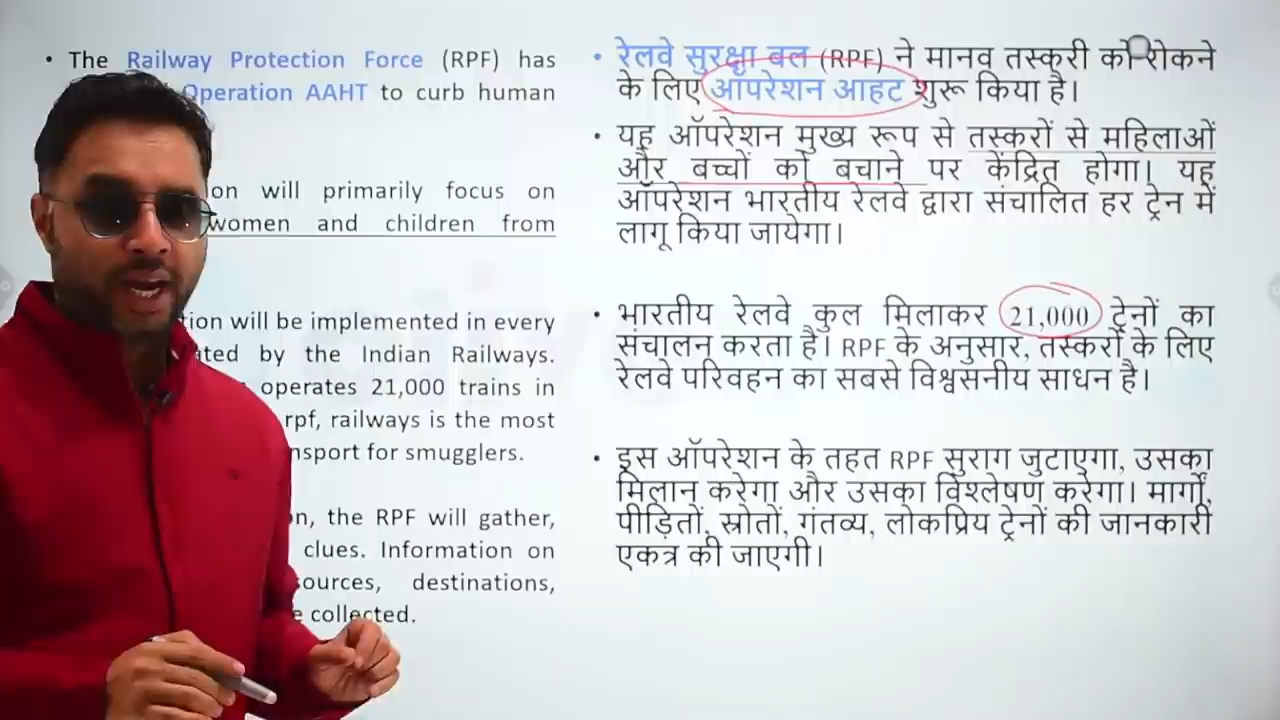 • The Railway Protection Force (RPF) has
Operation AAHT to curb human
on will primarily focus on
women and children from
tion will be implemented in every
ated by the Indian Railways.
operates 21,000 trains in
rpf, railways is the most
nsport for smugglers.
n, the RPF will gather,
clues. Information on
sources, destinations,
e collected.
• रेलवे सुरक्षा बल (RPF) ने मानव तस्करी को रोकने
के लिए ऑपरेशन आहट शुरू किया है।
• यह ऑपरेशन मुख्य रूप से तस्करों से महिलाओं
और बच्चों को बचाने पर केंद्रित होगा। यह
ऑपरेशन भारतीय रेलवे द्वारा संचालित हर ट्रेन में
लागू किया जायेगा।
• भारतीय रेलवे कुल मिलाकर 21,000 ट्रेनों का
संचालन करता है। RPF के अनुसार, तस्करों के लिए
रेलवे परिवहन का सबसे विश्वसनीय साधन है।
• इस ऑपरेशन के तहत RPF सुराग जुटाएगा, उसका
मिलान करेगा और उसका विश्लेषण करेगा। मार्गों,
पीड़ितों, स्रोतों, गंतव्य, लोकप्रिय ट्रेनों की जानकारी
एकत्र की जाएगी।